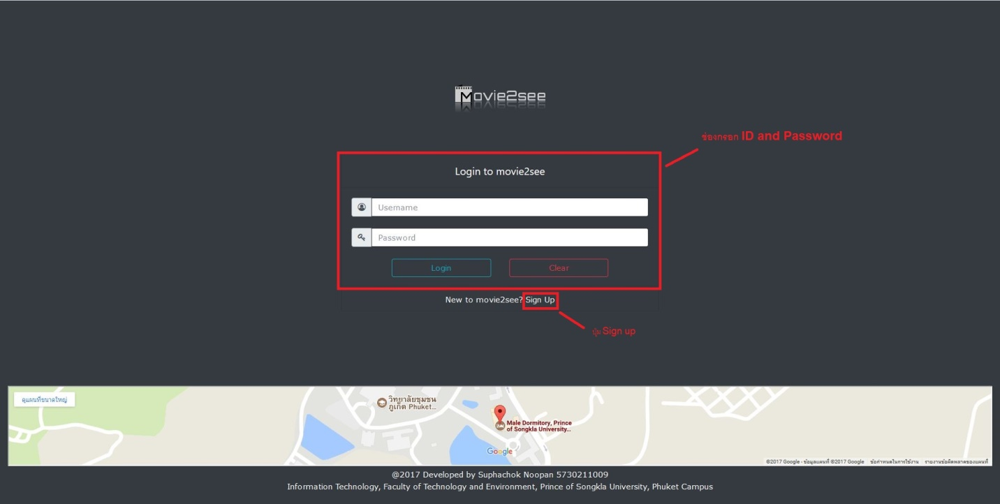 Movie2see
ช่องกรอก ID and Password
Login to movie2see
Username
Password
Login Clear
New to movie2see? Sign Up
ปุ่ม Sign up
ดูแผนที่ขนาดใหญ่
วิทยาลัยชุมชน
ภูเก็ต Phuket...
Male Dormitory, Prince
of Songkla University...
Google
©2017 Google - ข้อมูลแผนที่ ©2017 Google ข้อกำหนดในการใช้งาน รายงานข้อผิดพลาดของแผนที่
@2017 Developed by Suphachok Noopan 5730211009
Information Technology, Faculty of Technology and Environment, Prince of Songkla University, Phuket Campus